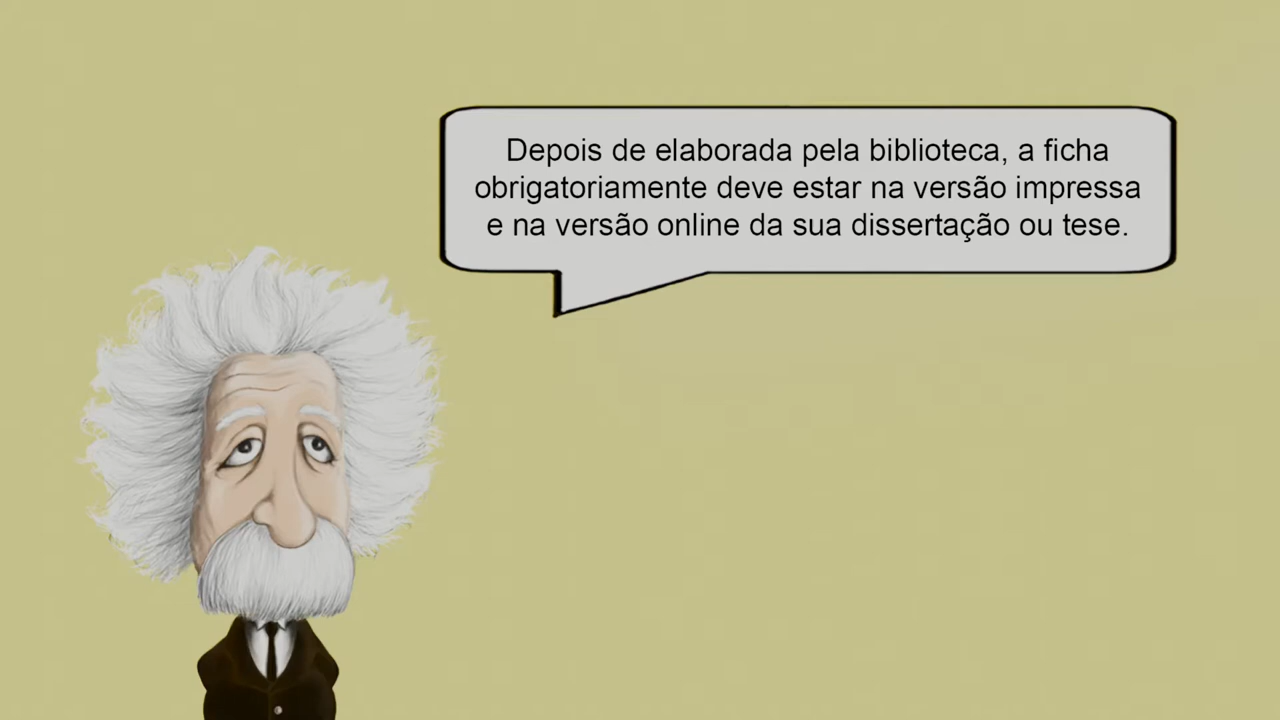 Depois de elaborada pela biblioteca, a ficha
obrigatoriamente deve estar na versão impressa
e na versão online da sua dissertação ou tese.